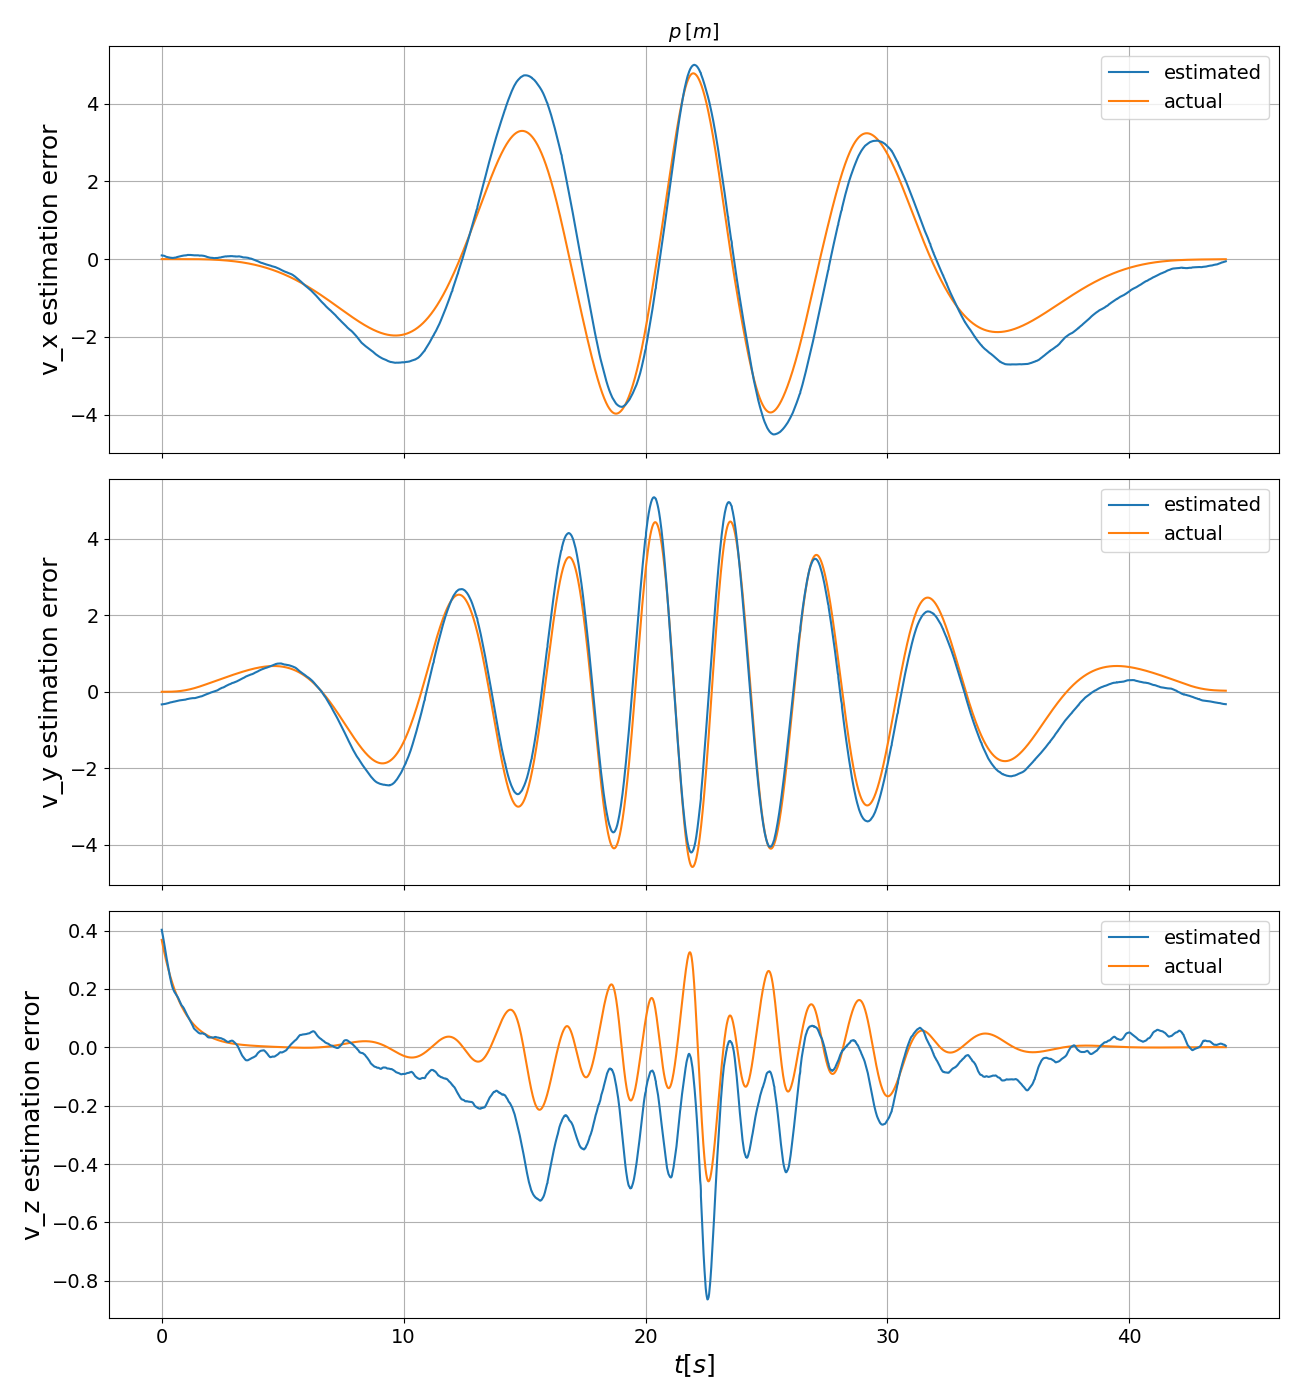 p [m]
v_x estimation error
4
2
0
−2
−4
estimated
actual
v_y estimation error
4
2
0
−2
−4
estimated
actual
v_z estimation error
0.4
0.2
0.0
−0.2
−0.4
−0.6
−0.8
estimated
actual
0 10 20 30 40
t[s]